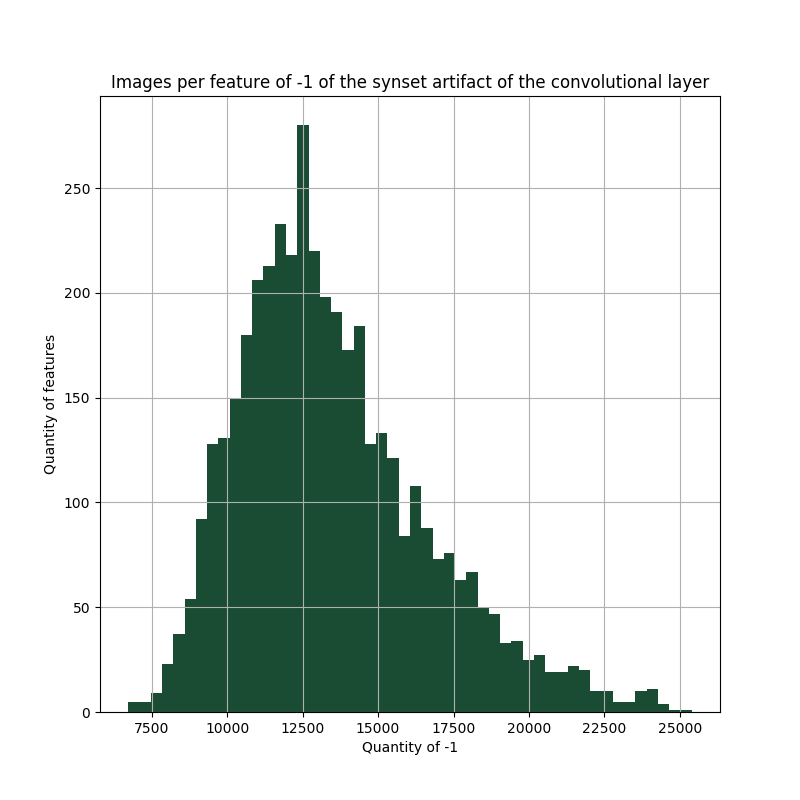 Images per feature of -1 of the synset artifact of the convolutional layer
250
200
150
100
50
0
Quantity of features
7500 10000 12500 15000 17500 20000 22500 25000
Quantity of -1